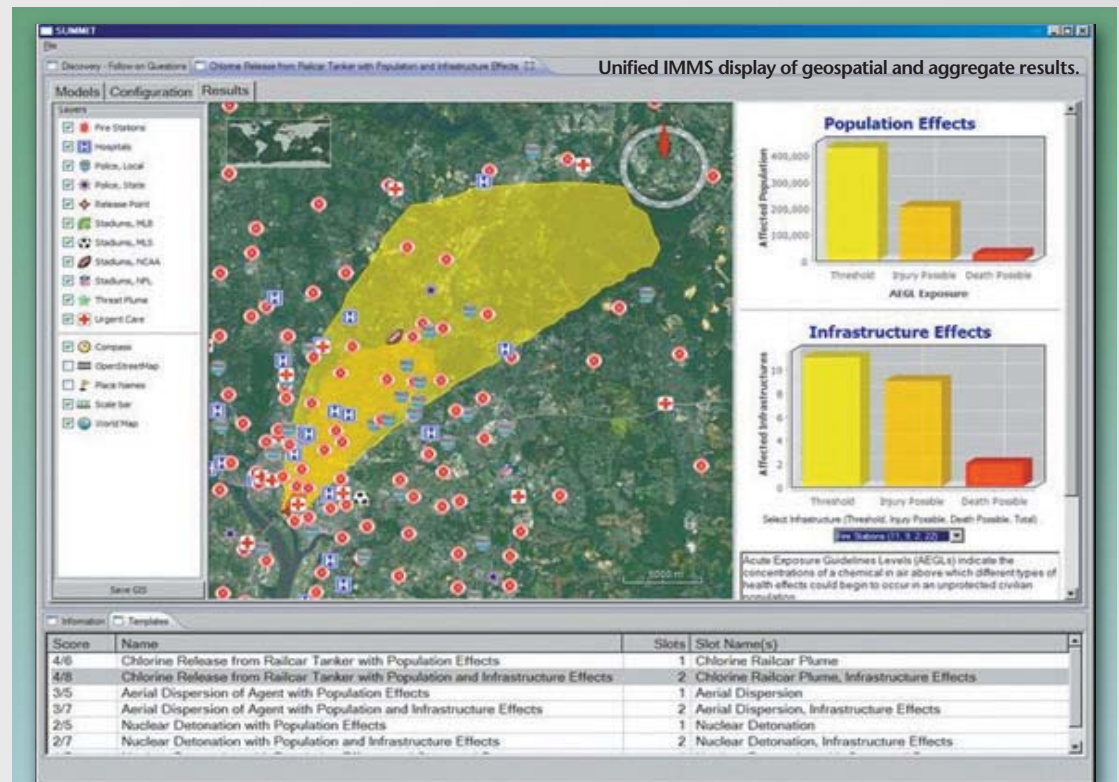 SUMMIT
File
Discovery - Follow on Questions
Chlorine Release from Railcar Tanker with Population and Infrastructure Effects
Unified IMMS display of geospatial and aggregate results.
Models Configuration Results
Layers
Fire Stations
Hospitals
Police, Local
Police, State
Release Point
Stadiums, MLB
Stadiums, MLS
Stadiums, NCAA
Stadiums, NFL
Threat Plume
Urgent Care
Compass
OpenStreetMap
Place Names
Scale bar
World Map
Save GIS
5000 m
Population Effects
Affected Population
400,000
300,000
200,000
100,000
0
Threshold Injury Possible Death Possible
AEGL Exposure
Infrastructure Effects
Affected Infrastructures
10
8
6
4
2
0
Threshold Injury Possible Death Possible
Select Infrastructure (Threshold, Injury Possible, Death Possible, Total)
Fire Stations (11, 9, 2, 22)
Acute Exposure Guidelines Levels (AEGLs) indicate the
concentrations of a chemical in air above which different types of
health effects could begin to occur in an unprotected civilian
population
Information Templates
Score Name Slots Slot Name(s)
4/6 Chlorine Release from Railcar Tanker with Population Effects 1 Chlorine Railcar Plume
4/8 Chlorine Release from Railcar Tanker with Population and Infrastructure Effects 2 Chlorine Railcar Plume, Infrastructure Effects
3/5 Aerial Dispersion of Agent with Population Effects 1 Aerial Dispersion
3/7 Aerial Dispersion of Agent with Population and Infrastructure Effects 2 Aerial Dispersion, Infrastructure Effects
2/5 Nuclear Detonation with Population Effects 1 Nuclear Detonation
2/7 Nuclear Detonation with Population and Infrastructure Effects 2 Nuclear Detonation, Infrastructure Effects